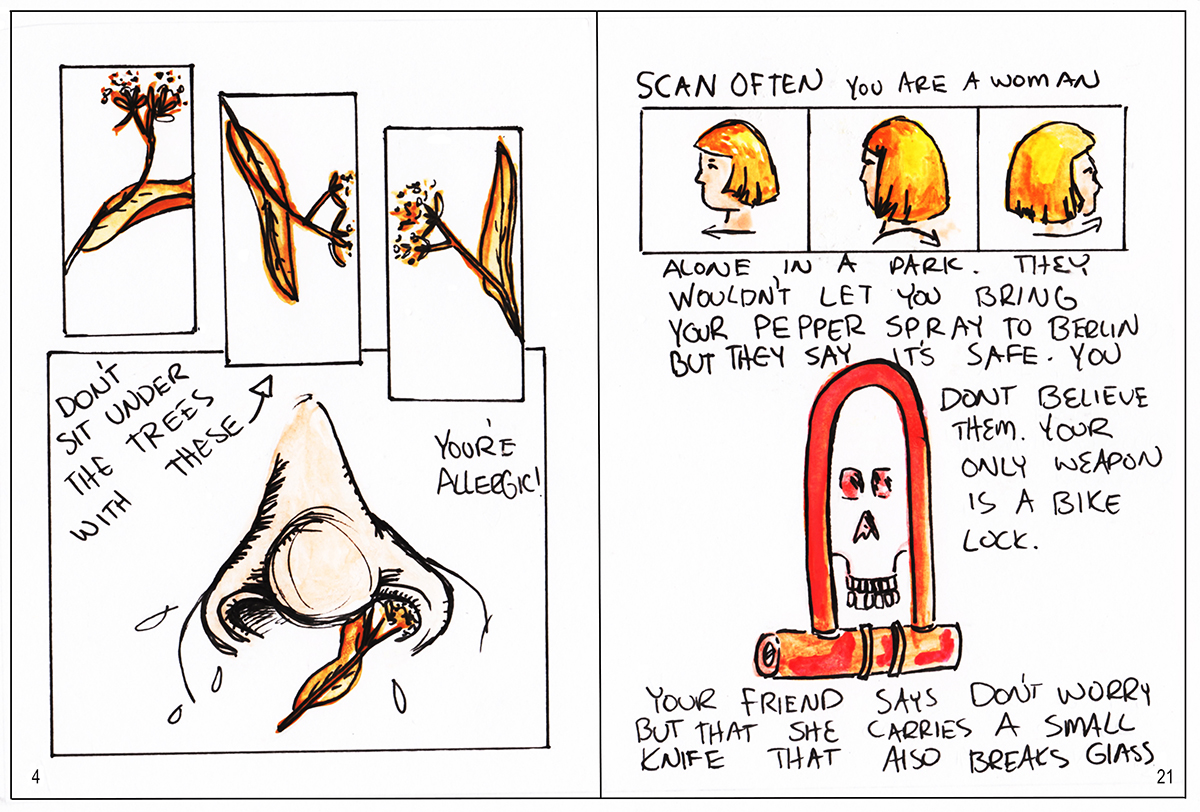 DON'T
SIT UNDER
THE TREES
WITH THESE
YOU'RE
ALLERGIC!
4
SCAN OFTEN YOU ARE A WOMAN
ALONE IN A PARK. THEY
WOULDN'T LET YOU BRING
YOUR PEPPER SPRAY TO BERLIN
BUT THEY SAY IT'S SAFE. YOU
DONT BELIEVE
THEM. YOUR
ONLY WEAPON
IS A BIKE
LOCK.
YOUR FRIEND SAYS DON'T WORRY
BUT THAT SHE CARRIES A SMALL
KNIFE THAT ALSO BREAKS GLASS
21